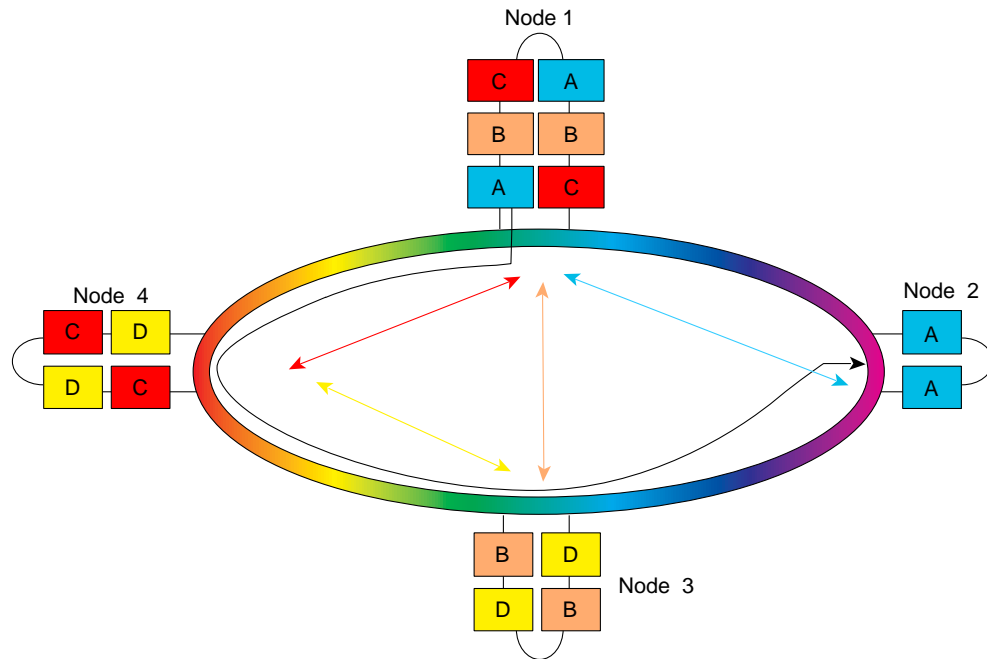 Node 1
C A
B B
A C
Node 4
C D
D C
Node 2
A
A
B D
D B
Node 3